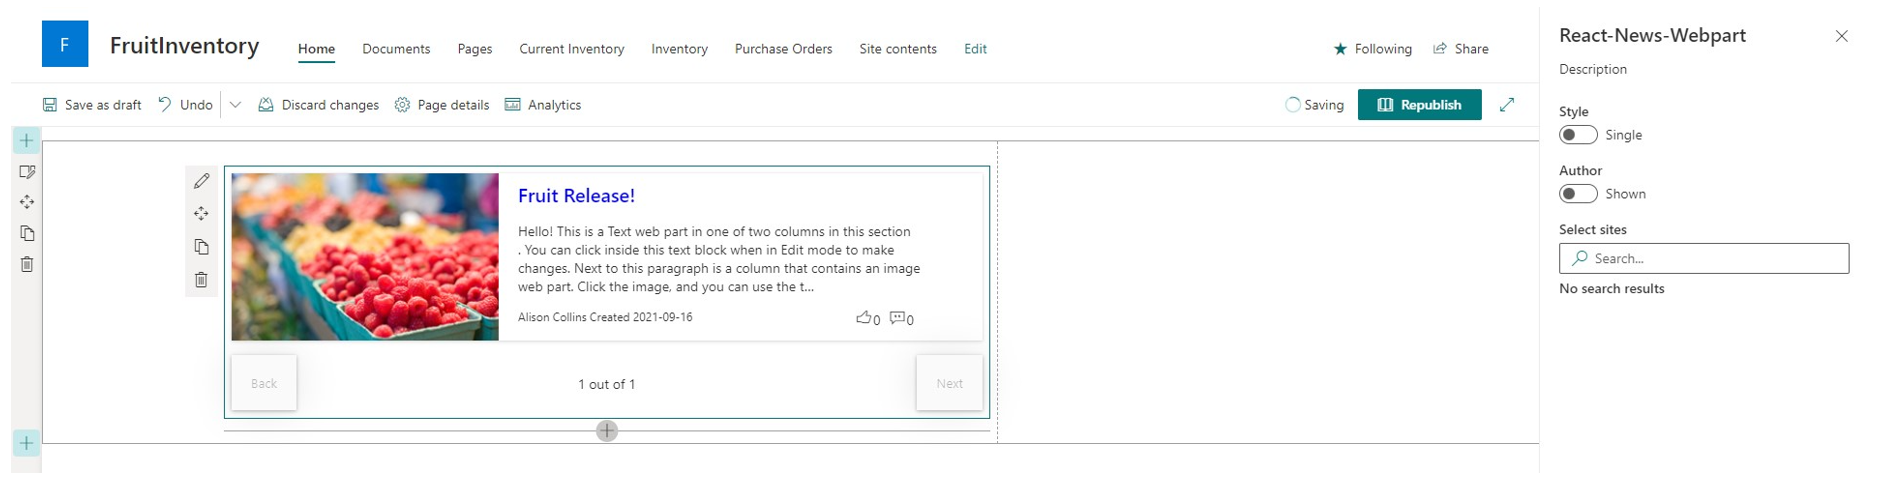 F
FruitInventory
Home Documents Pages Current Inventory Inventory Purchase Orders Site contents Edit
Following Share
Save as draft Undo Discard changes Page details Analytics
Saving Republish
Fruit Release!
Hello! This is a Text web part in one of two columns in this section
. You can click inside this text block when in Edit mode to make
changes. Next to this paragraph is a column that contains an image
web part. Click the image, and you can use the t...
Alison Collins Created 2021-09-16
0 0
Back
1 out of 1
Next
React-News-Webpart
Description
Style
Single
Author
Shown
Select sites
Search...
No search results